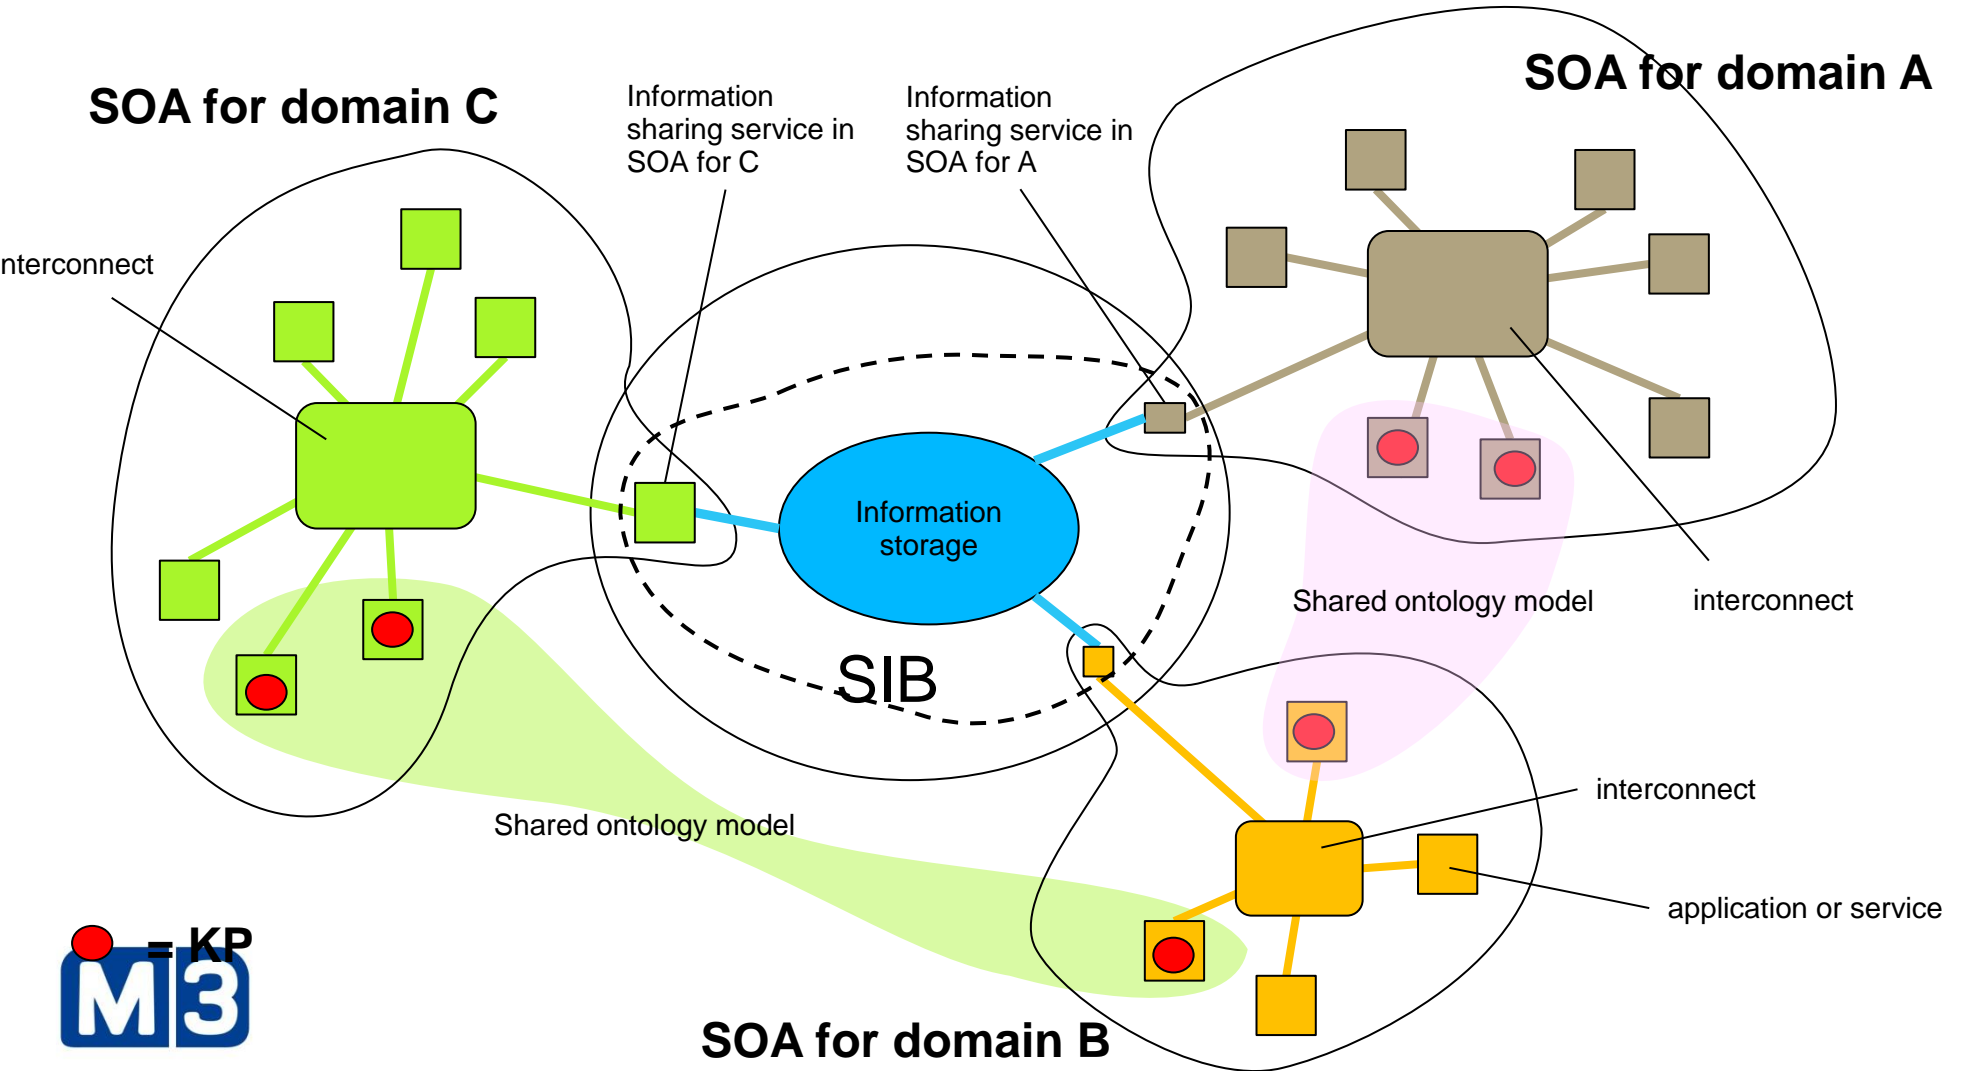 SOA for domain A
SOA for domain C
Information
sharing service in
SOA for C
Information
sharing service in
SOA for A
nterconnect
Information
storage
Shared ontology model
interconnect
SIB
interconnect
Shared ontology model
application or service
= KP
M3
SOA for domain B